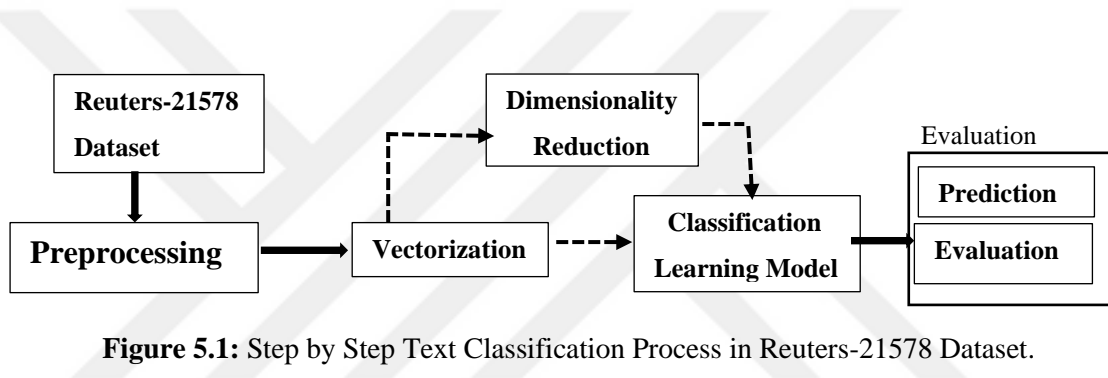 Reuters-21578
Dataset
Preprocessing
Vectorization
Dimensionality
Reduction
Classification
Learning Model
Evaluation
Prediction
Evaluation
Figure 5.1: Step by Step Text Classification Process in Reuters-21578 Dataset.